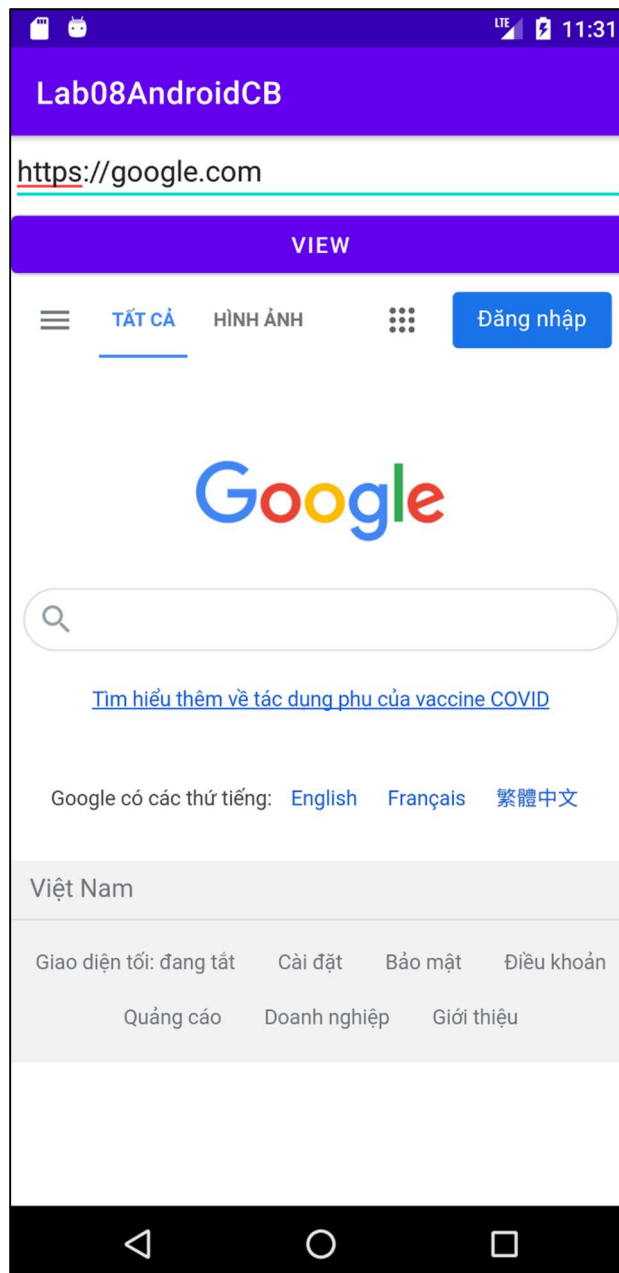 LTE 11:31
Lab08AndroidCB
https://google.com
VIEW
TẤT CẢ HÌNH ẢNH Đăng nhập
Google
Tìm hiểu thêm về tác dụng phụ của vaccine COVID
Google có các thứ tiếng: English Français 繁體中文
Việt Nam
Giao diện tối: đang tắt Cài đặt Bảo mật Điều khoản
Quảng cáo Doanh nghiệp Giới thiệu